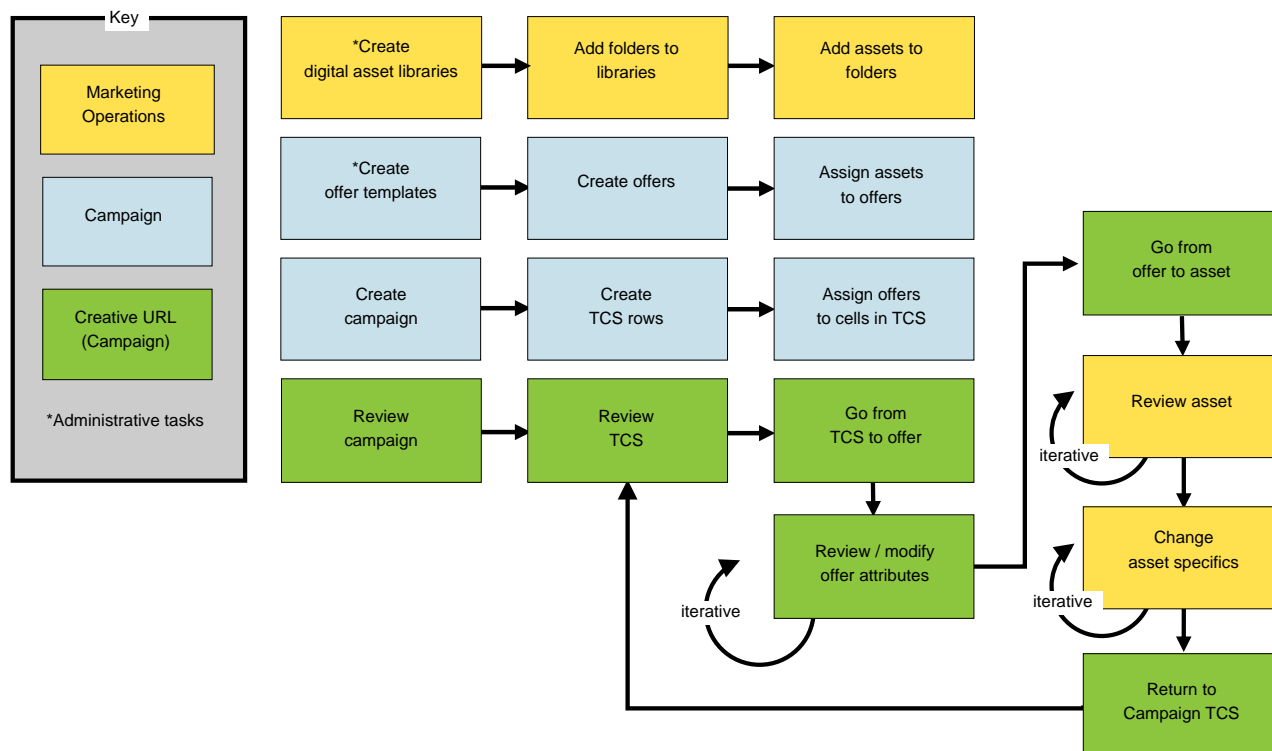 Key
Marketing
Operations
Campaign
Creative URL
(Campaign)
*Administrative tasks
*Create
digital asset libraries
Add folders to
libraries
Add assets to
folders
*Create
offer templates
Create offers
Assign assets
to offers
Create
campaign
Create
TCS rows
Assign offers
to cells in TCS
Review
campaign
Review
TCS
Go from
TCS to offer
Review / modify
offer attributes
iterative
Go from
offer to asset
Review asset
iterative
Change
asset specifics
iterative
Return to
Campaign TCS